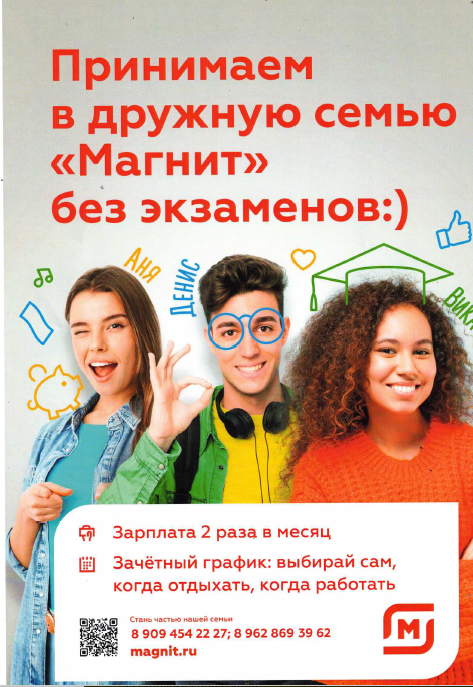 Принимаем
в дружную семью
«Магнит»
без экзаменов:)
Аня
Денис
Вика
Зарплата 2 раза в месяц
Зачётный график: выбирай сам,
когда отдыхать, когда работать
Стань частью нашей семьи
8 909 454 22 27; 8 962 869 39 62
magnit.ru
М